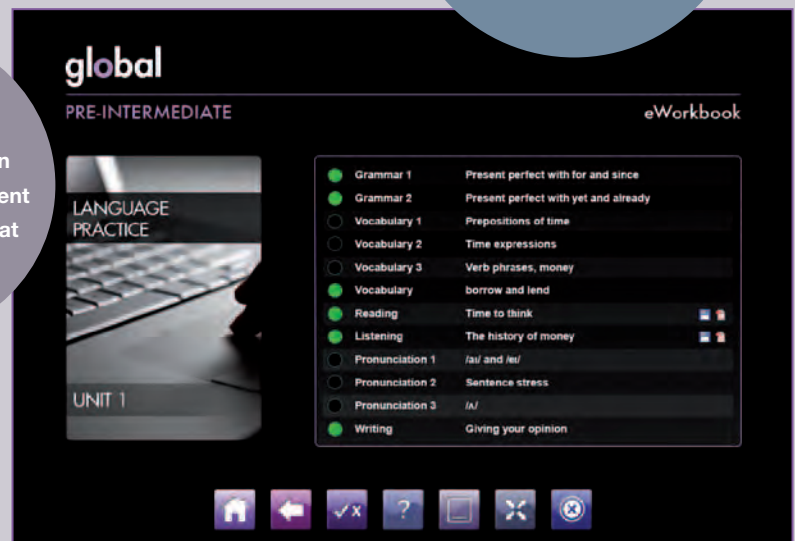 global
PRE-INTERMEDIATE
eWorkbook
n
ent
at
LANGUAGE
PRACTICE
UNIT 1
Grammar 1 Present perfect with for and since
Grammar 2 Present perfect with yet and already
Vocabulary 1 Prepositions of time
Vocabulary 2 Time expressions
Vocabulary 3 Verb phrases, money
Vocabulary borrow and lend
Reading Time to think
Listening The history of money
Pronunciation 1 /aɪ/ and /eɪ/
Pronunciation 2 Sentence stress
Pronunciation 3 /ʌ/
Writing Giving your opinion